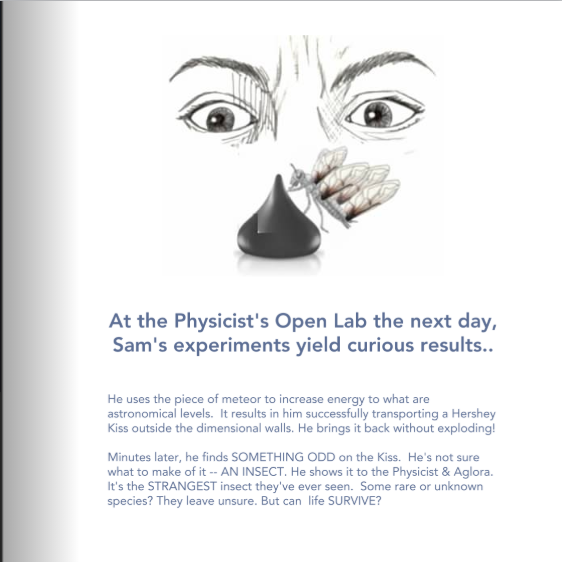 At the Physicist's Open Lab the next day,
Sam's experiments yield curious results..
He uses the piece of meteor to increase energy to what are
astronomical levels.  It results in him successfully transporting a Hershey
Kiss outside the dimensional walls. He brings it back without exploding!
Minutes later, he finds SOMETHING ODD on the Kiss.  He's not sure
what to make of it -- AN INSECT. He shows it to the Physicist & Aglora.
It's the STRANGEST insect they've ever seen.  Some rare or unknown
species? They leave unsure. But can  life SURVIVE?